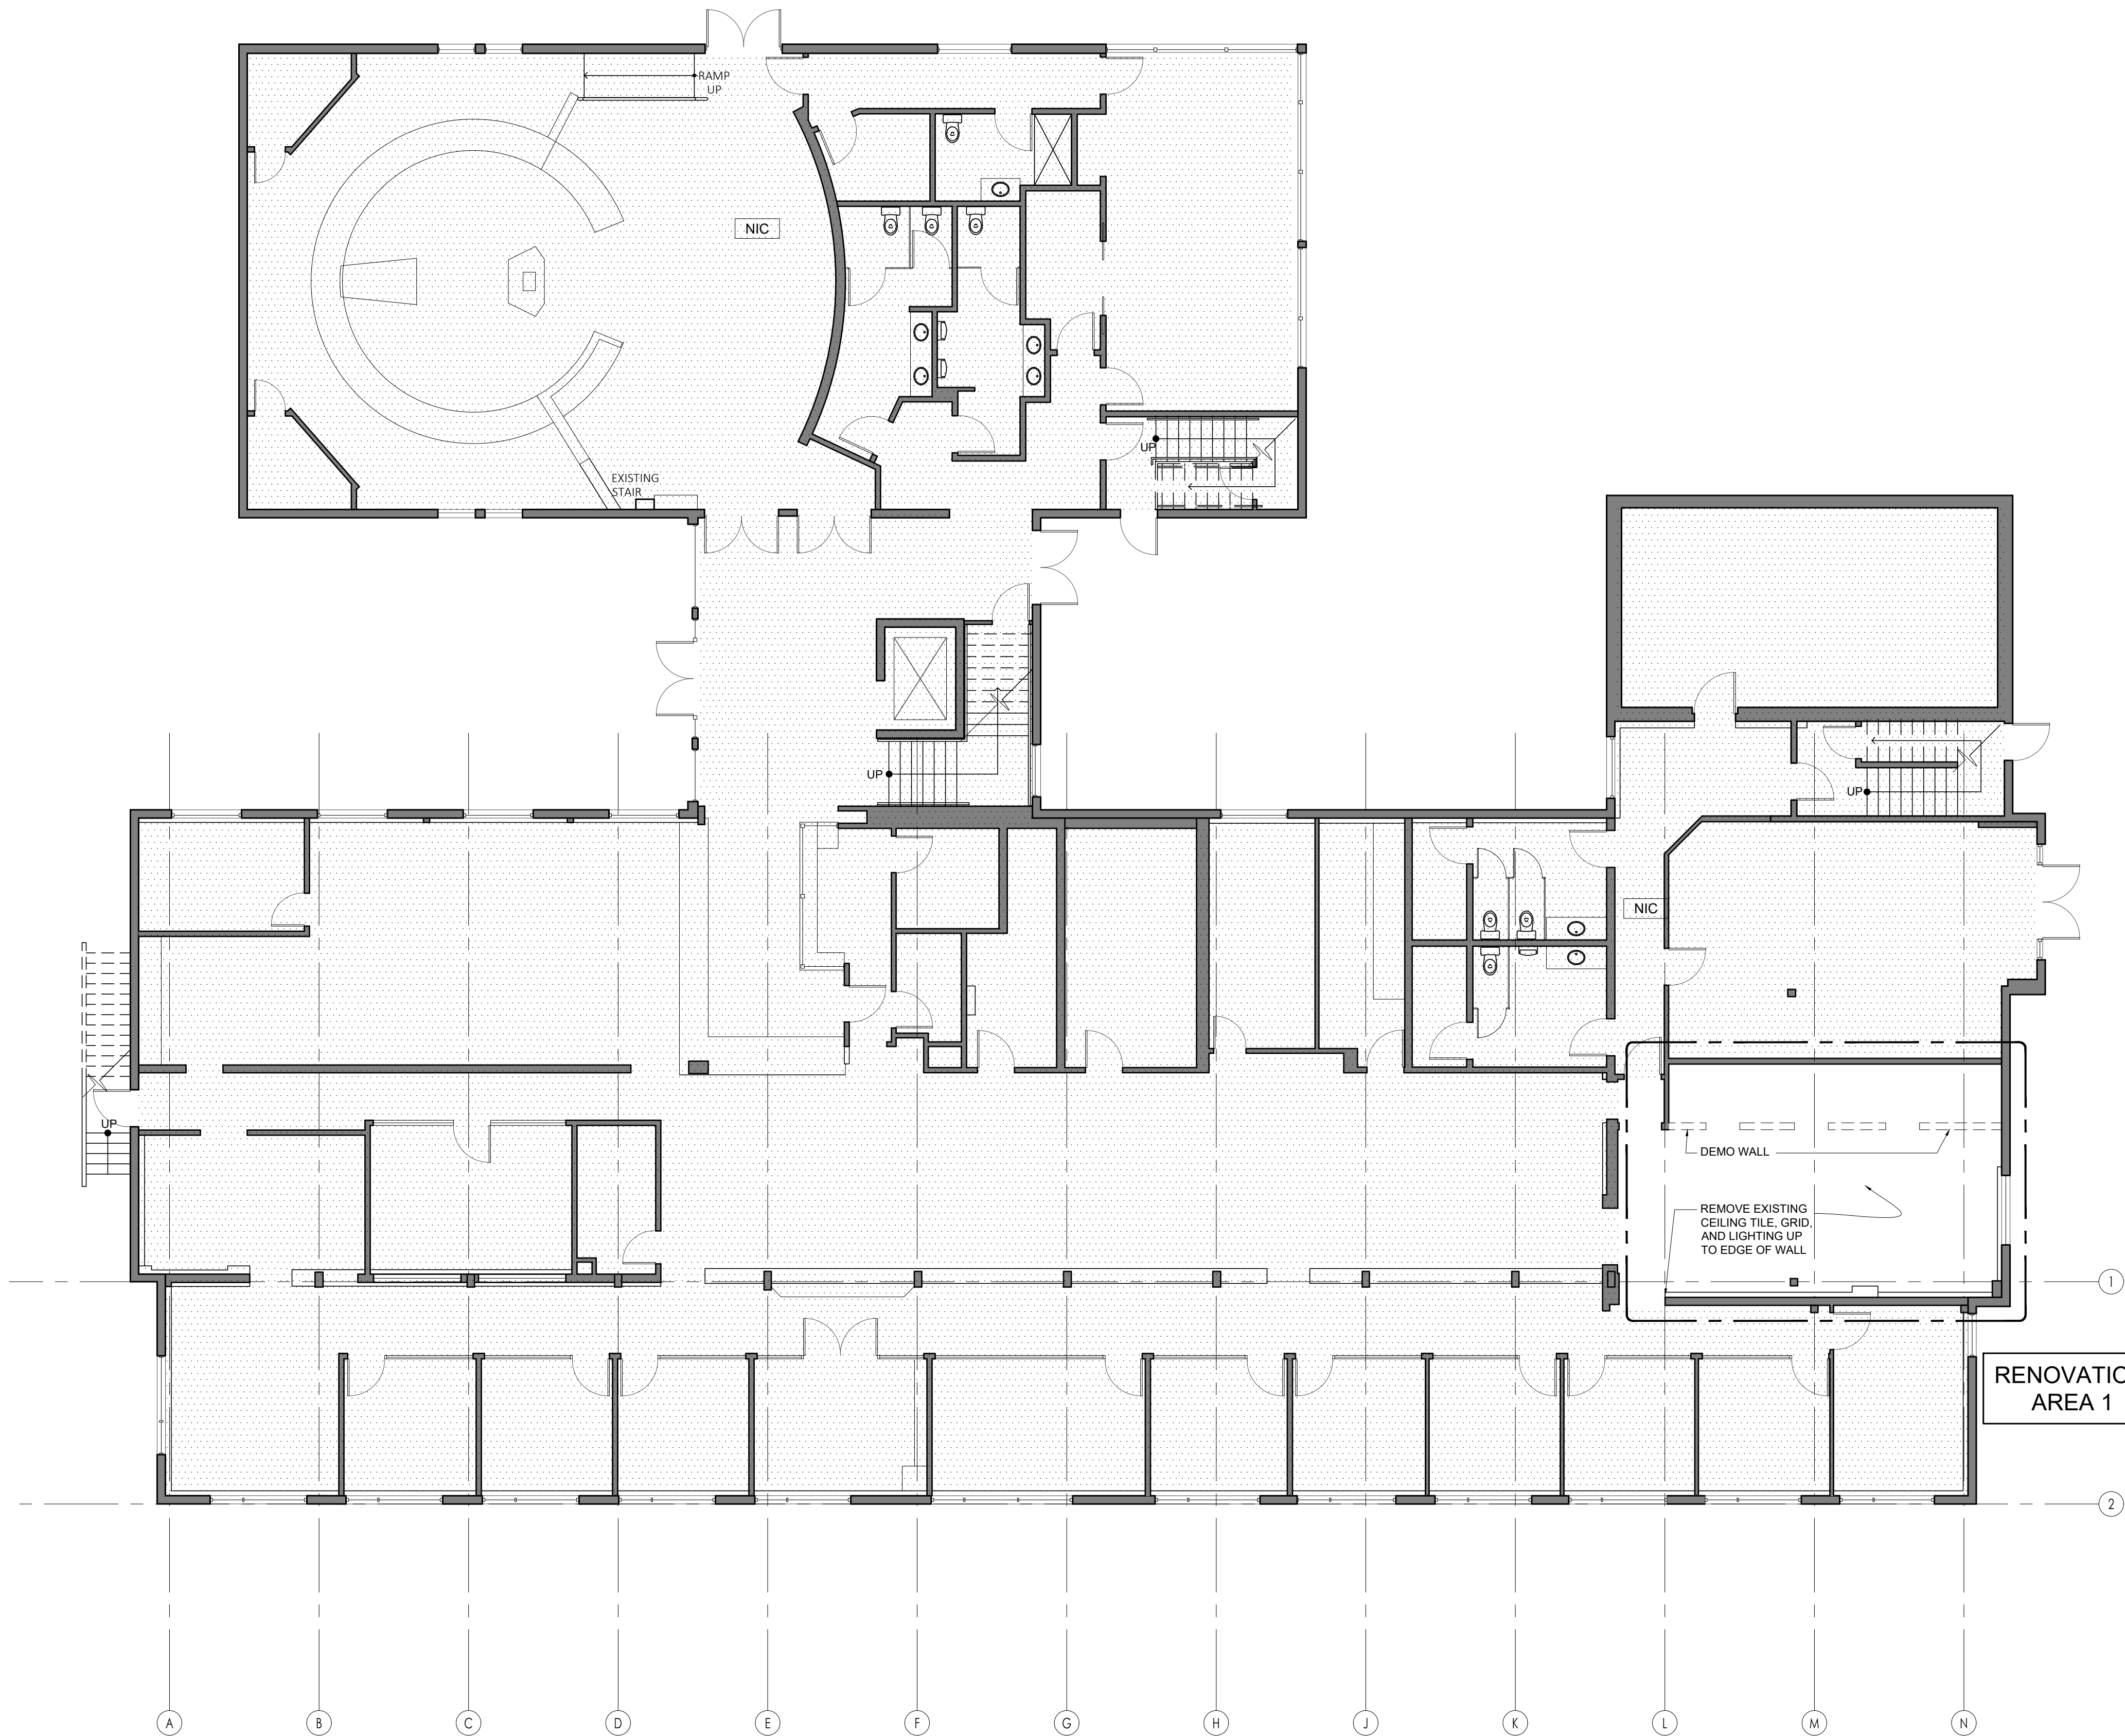 RAMP
UP
NIC
UP
EXISTING
STAIR
UP
UP
NIC
UP
DEMO WALL
REMOVE EXISTING
CEILING TILE, GRID,
AND LIGHTING UP
TO EDGE OF WALL
1
RENOVATIO
AREA 1
2
A B C D E F G H J K L M N